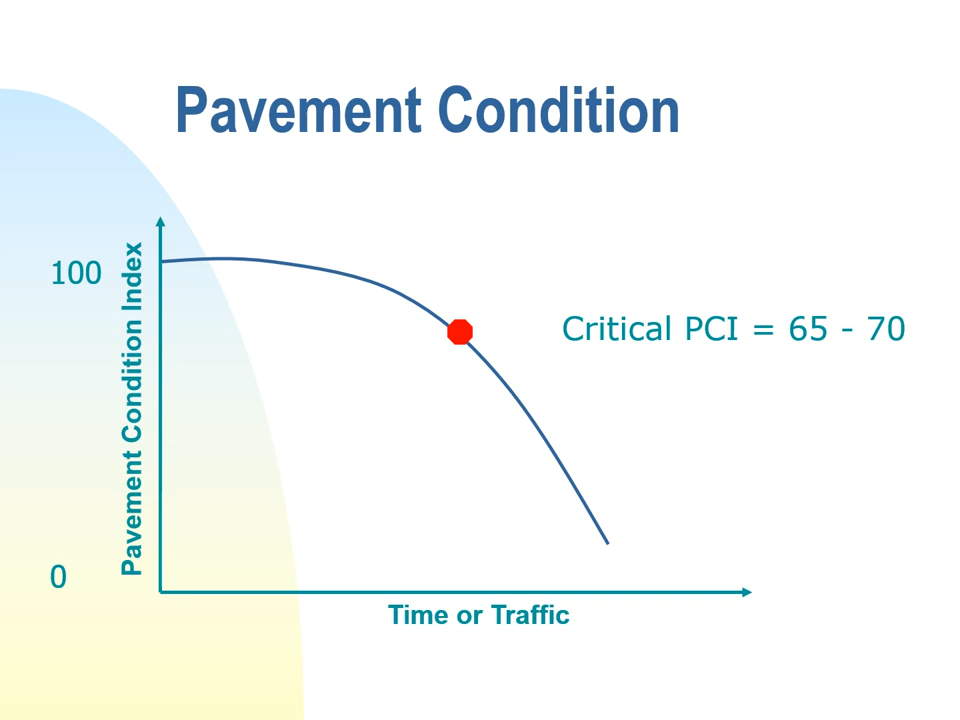 Pavement Condition
100
Pavement Condition Index
Critical PCI = 65 - 70
0
Time or Traffic